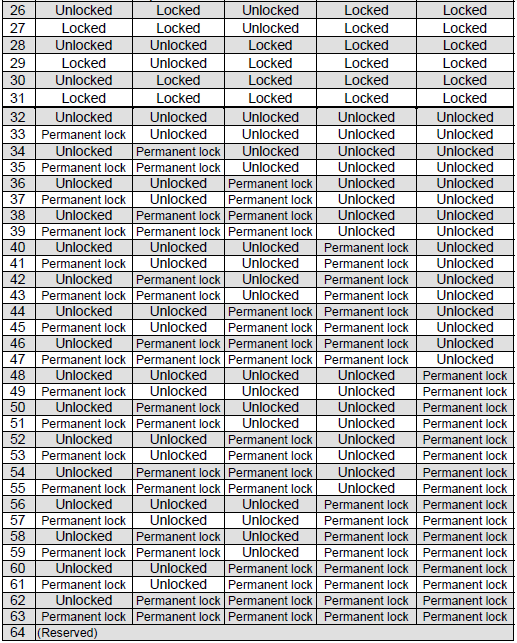 26 Unlocked Locked Unlocked Locked Locked
27 Locked Locked Unlocked Locked Locked
28 Unlocked Unlocked Locked Locked Locked
29 Locked Unlocked Locked Locked Locked
30 Unlocked Locked Locked Locked Locked
31 Locked Locked Locked Locked Locked
32 Unlocked Unlocked Unlocked Unlocked Unlocked
33 Permanent lock Unlocked Unlocked Unlocked Unlocked
34 Unlocked Permanent lock Unlocked Unlocked Unlocked
35 Permanent lock Permanent lock Unlocked Unlocked Unlocked
36 Unlocked Unlocked Permanent lock Unlocked Unlocked
37 Permanent lock Unlocked Permanent lock Unlocked Unlocked
38 Unlocked Permanent lock Permanent lock Unlocked Unlocked
39 Permanent lock Permanent lock Permanent lock Unlocked Unlocked
40 Unlocked Unlocked Unlocked Permanent lock Unlocked
41 Permanent lock Unlocked Unlocked Permanent lock Unlocked
42 Unlocked Permanent lock Unlocked Permanent lock Unlocked
43 Permanent lock Permanent lock Unlocked Permanent lock Unlocked
44 Unlocked Unlocked Permanent lock Permanent lock Unlocked
45 Permanent lock Unlocked Permanent lock Permanent lock Unlocked
46 Unlocked Permanent lock Permanent lock Permanent lock Unlocked
47 Permanent lock Permanent lock Permanent lock Permanent lock Unlocked
48 Unlocked Unlocked Unlocked Unlocked Permanent lock
49 Permanent lock Unlocked Unlocked Unlocked Permanent lock
50 Unlocked Permanent lock Unlocked Unlocked Permanent lock
51 Permanent lock Permanent lock Unlocked Unlocked Permanent lock
52 Unlocked Unlocked Permanent lock Unlocked Permanent lock
53 Permanent lock Unlocked Permanent lock Unlocked Permanent lock
54 Unlocked Permanent lock Permanent lock Unlocked Permanent lock
55 Permanent lock Permanent lock Permanent lock Unlocked Permanent lock
56 Unlocked Unlocked Unlocked Permanent lock Permanent lock
57 Permanent lock Unlocked Unlocked Permanent lock Permanent lock
58 Unlocked Permanent lock Unlocked Permanent lock Permanent lock
59 Permanent lock Permanent lock Unlocked Permanent lock Permanent lock
60 Unlocked Unlocked Permanent lock Permanent lock Permanent lock
61 Permanent lock Unlocked Permanent lock Permanent lock Permanent lock
62 Unlocked Permanent lock Permanent lock Permanent lock Permanent lock
63 Permanent lock Permanent lock Permanent lock Permanent lock Permanent lock
64 (Reserved)